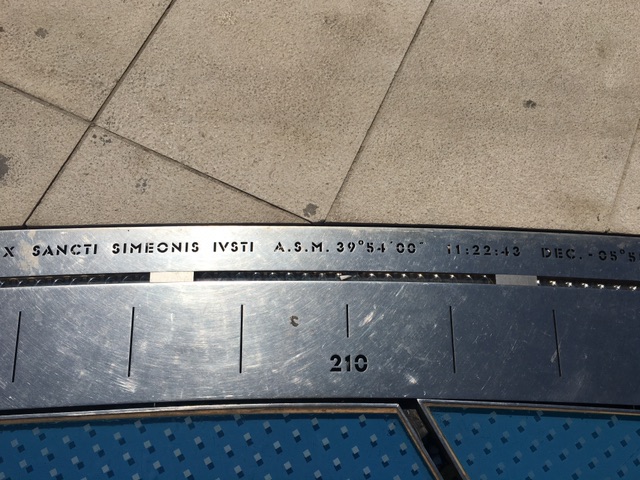 X SANCTI SIMEONIS IVSTI A.S.M. 39°54'00" 11:22:43 DEC. - 05°5
210